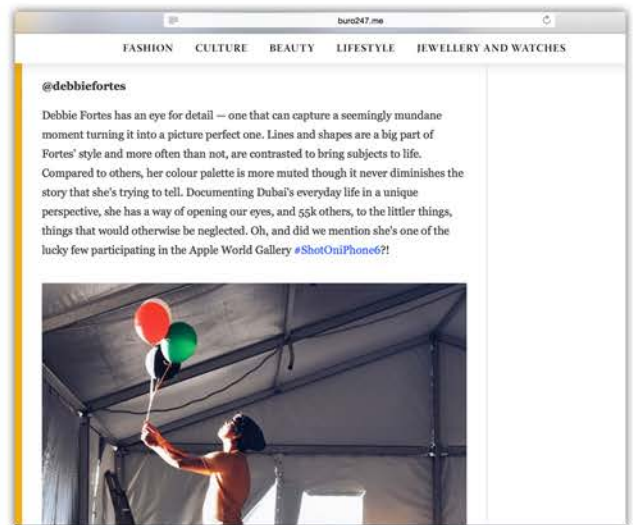 buro247.me
FASHION CULTURE BEAUTY LIFESTYLE JEWELLERY AND WATCHES
@debbiefortes
Debbie Fortes has an eye for detail — one that can capture a seemingly mundane
moment turning it into a picture perfect one. Lines and shapes are a big part of
Fortes' style and more often than not, are contrasted to bring subjects to life.
Compared to others, her colour palette is more muted though it never diminishes the
story that she's trying to tell. Documenting Dubai's everyday life in a unique
perspective, she has a way of opening our eyes, and 55k others, to the littler things,
things that would otherwise be neglected. Oh, and did we mention she's one of the
lucky few participating in the Apple World Gallery #ShotOniPhone6?!